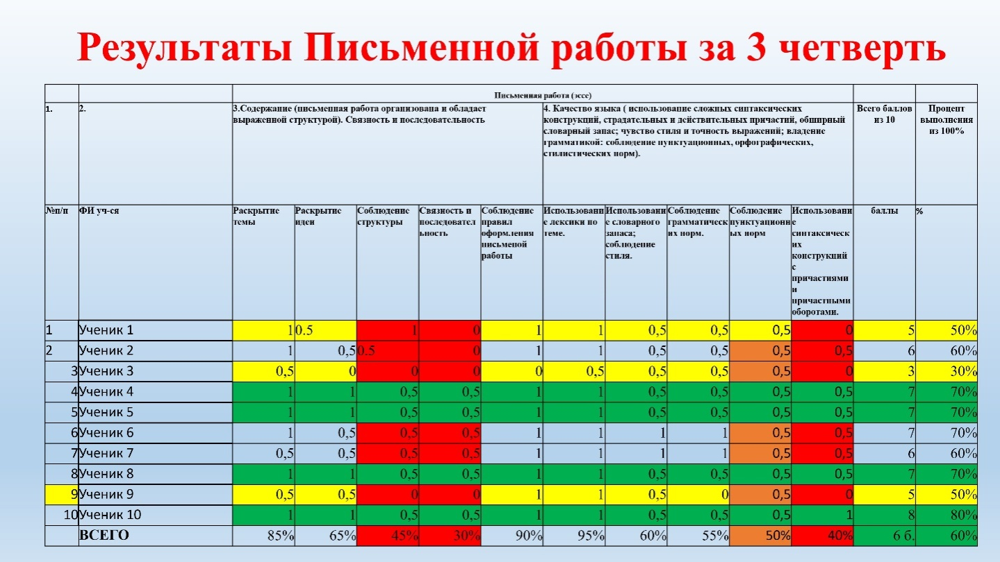 Результаты Письменной работы за 3 четверть
Письменная работа (эссе)
1. 2. 3.Содержание (письменная работа организована и обладает выраженной структурой). Связность и последовательность 4. Качество языка ( использование сложных синтаксических конструкций, страдательных и действительных причастий, обширный словарный запас; чувство стиля и точность выражений; владение грамматикой: соблюдение пунктуационных, орфографических, стилистических норм). Всего баллов из 10 Процент выполнения из 100%
№п/п ФИ уч-ся Раскрытие темы Раскрытие идеи Соблюдение структуры Связность и последовательность Соблюдение правил оформления письменой работы Использование лексики по теме. Использование словарного запаса; соблюдение стиля. Соблюдение грамматических норм. Соблюдение пунктуационных норм Использование синтаксических конструкций с причастиями и причастными оборотами. баллы %
1 Ученик 1 1 0.5 1 0 1 1 0,5 0,5 0,5 0 5 50%
2 Ученик 2 1 0,5 0.5 0 1 1 0,5 0,5 0,5 0,5 6 60%
3 Ученик 3 0,5 0 0 0 0 0,5 0,5 0,5 0,5 0 3 30%
4 Ученик 4 1 1 0,5 0,5 1 1 0,5 0,5 0,5 0,5 7 70%
5 Ученик 5 1 1 0,5 0,5 1 1 0,5 0,5 0,5 0,5 7 70%
6 Ученик 6 1 0,5 0,5 0,5 1 1 1 1 0,5 0,5 7 70%
7 Ученик 7 0,5 0,5 0,5 0,5 1 1 1 1 0,5 0,5 6 60%
8 Ученик 8 1 1 0,5 0,5 1 1 0,5 0,5 0,5 0,5 7 70%
9 Ученик 9 0,5 0,5 0 0 1 1 0,5 0 0,5 0 5 50%
10 Ученик 10 1 1 0,5 0,5 1 1 0,5 0,5 0,5 1 8 80%
ВСЕГО 85% 65% 45% 30% 90% 95% 60% 55% 50% 40% 6 б. 60%